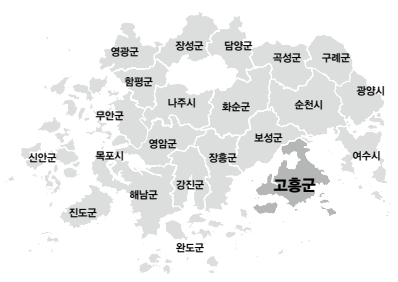 영광군
장성군
담양군
곡성군
구례군
함평군
나주시
화순군
순천시
광양시
무안군
신안군
목포시
영암군
장흥군
보성군
여수시
해남군
강진군
고흥군
진도군
완도군